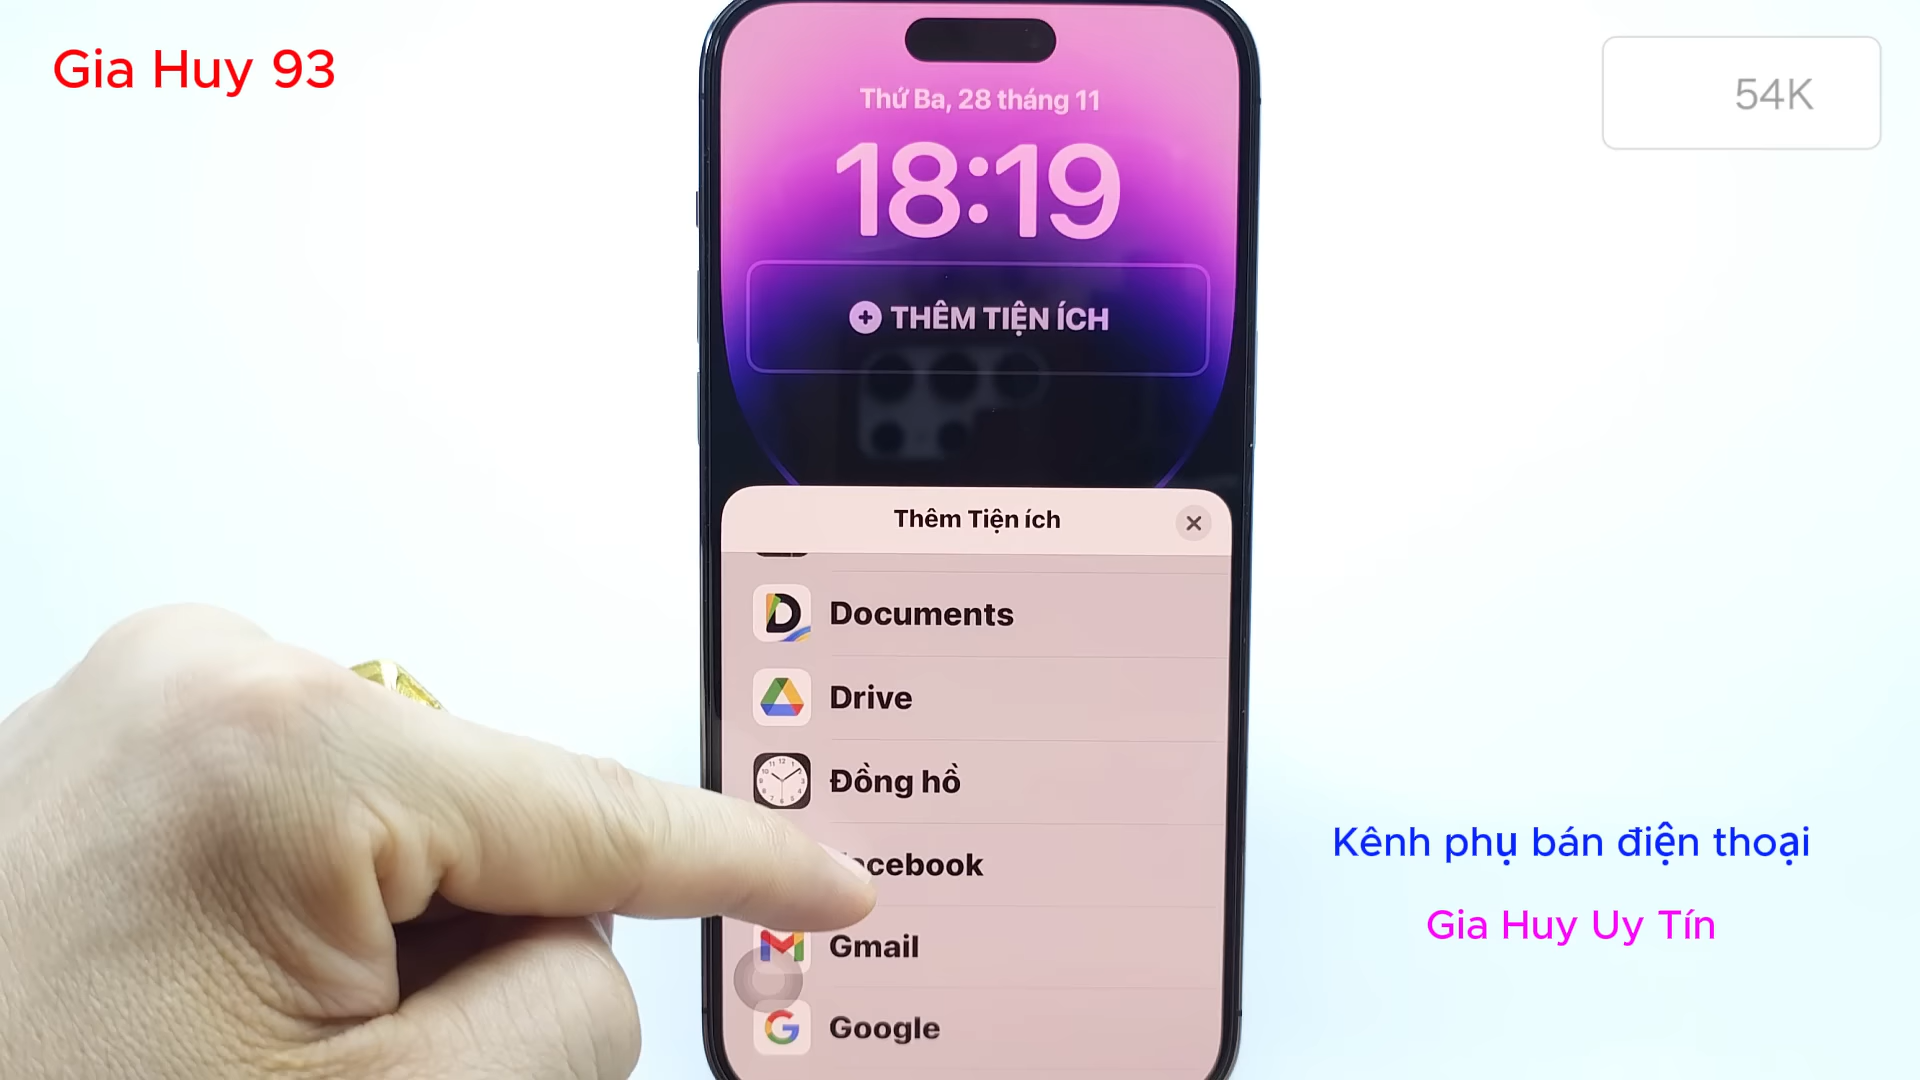 Gia Huy 93
54K
Thứ Ba, 28 tháng 11
18:19
THÊM TIỆN ÍCH
Thêm Tiện ích
Documents
Drive
Đồng hồ
acebook
Gmail
Google
Kênh phụ bán điện thoại
Gia Huy Uy Tín